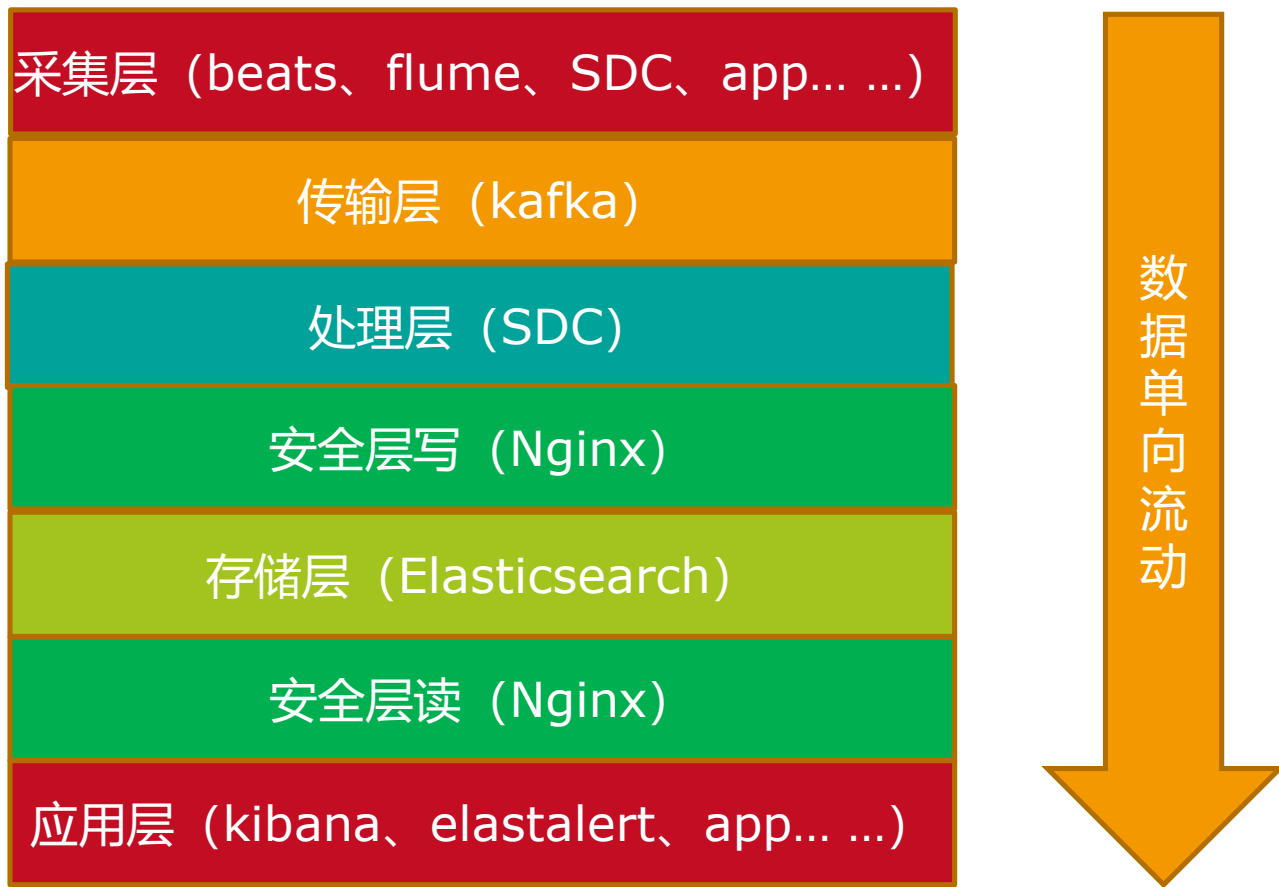 采集层（beats、flume、SDC、app… …）
传输层（kafka）
处理层（SDC）
安全层写（Nginx）
存储层（Elasticsearch）
安全层读（Nginx）
应用层（kibana、elastalert、app… …）
数据单向流动